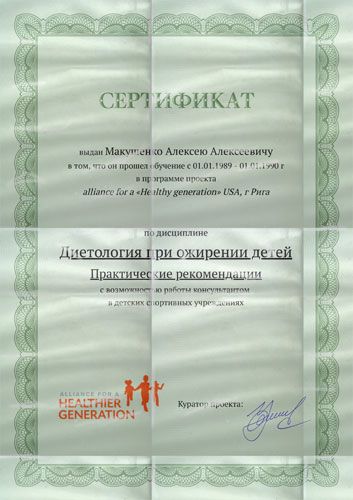 СЕРТИФИКАТ
выдан Макушенко Алексею Алексеевичу
в том, что он прошел обучение с 01.01.1989 - 01.01.1990 г
в программе проекта
alliance for a «Healthy generation» USA, г Рига
по дисциплине
Диетология при ожирении детей
Практические рекомендации
с возможностью работы консультантом
в детских спортивных учреждениях
ALLIANCE FOR A
HEALTHIER
GENERATION
Куратор проекта: